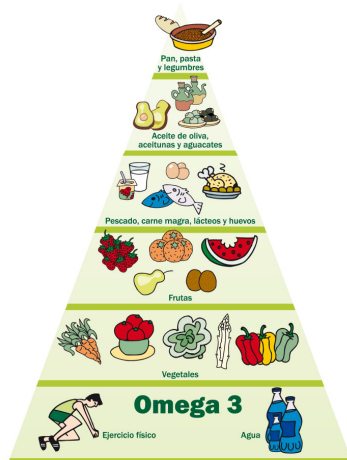 Pan, pasta
y legumbres
Aceite de oliva,
aceitunas y aguacates
Pescado, carne magra, lácteos y huevos
Frutas
Vegetales
Omega 3
Ejercicio físico
Agua